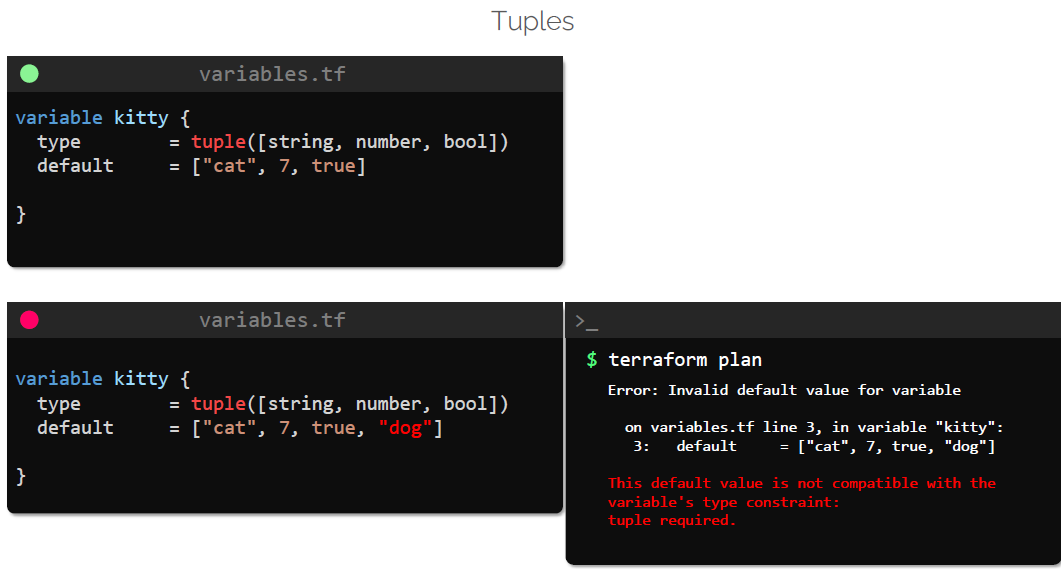 Tuples
variables.tf
variable kitty {
  type        = tuple([string, number, bool])
  default     = ["cat", 7, true]
}
variables.tf
variable kitty {
  type        = tuple([string, number, bool])
  default     = ["cat", 7, true, "dog"]
}
>_
$ terraform plan
Error: Invalid default value for variable
  on variables.tf line 3, in variable "kitty":
   3:   default     = ["cat", 7, true, "dog"]
This default value is not compatible with the
variable's type constraint:
tuple required.